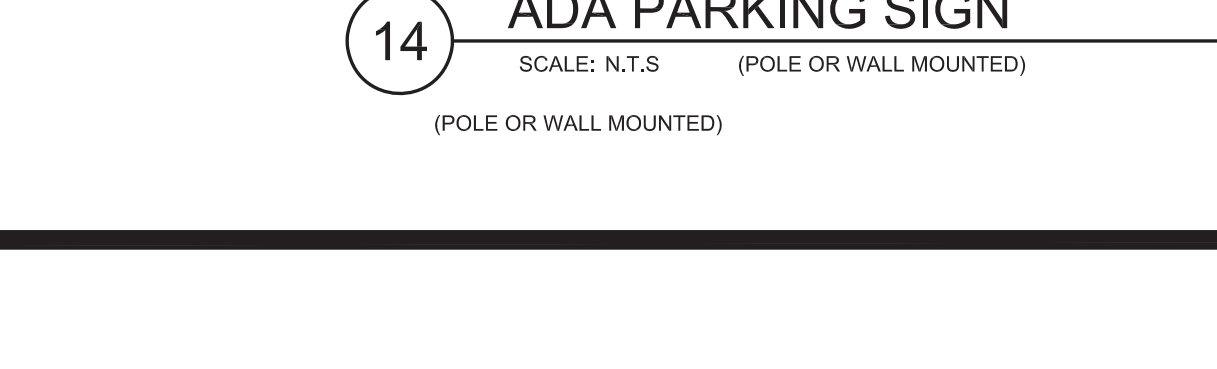 ADA PARKING SIGN
14
SCALE: N.T.S (POLE OR WALL MOUNTED)
(POLE OR WALL MOUNTED)